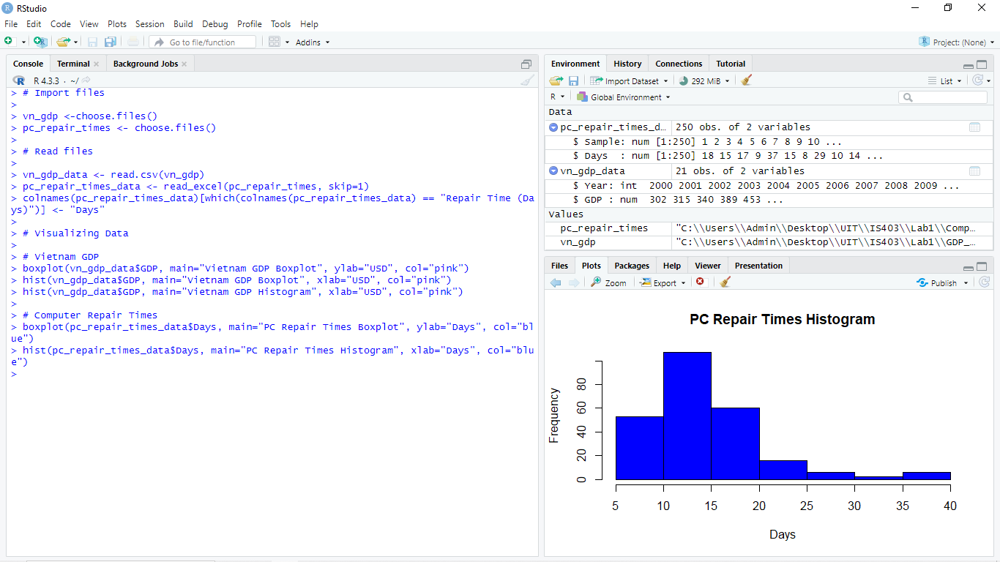 RStudio
File Edit Code View Plots Session Build Debug Profile Tools Help
Go to file/function Addins Project: (None)
Console Terminal Background Jobs
R 4.3.3 · ~/
> # Import files
>
> vn_gdp <-choose.files()
> pc_repair_times <- choose.files()
>
> # Read files
>
> vn_gdp_data <- read.csv(vn_gdp)
> pc_repair_times_data <- read_excel(pc_repair_times, skip=1)
> colnames(pc_repair_times_data)[which(colnames(pc_repair_times_data) == "Repair Time (Da
ys)")] <- "Days"
>
> # Visualizing Data
>
> # Vietnam GDP
> boxplot(vn_gdp_data$GDP, main="Vietnam GDP Boxplot", ylab="USD", col="pink")
> hist(vn_gdp_data$GDP, main="Vietnam GDP Boxplot", xlab="USD", col="pink")
> hist(vn_gdp_data$GDP, main="Vietnam GDP Histogram", xlab="USD", col="pink")
>
> # Computer Repair Times
> boxplot(pc_repair_times_data$Days, main="PC Repair Times Boxplot", ylab="Days", col="bl
ue")
> hist(pc_repair_times_data$Days, main="PC Repair Times Histogram", xlab="Days", col="blu
e")
>
Environment History Connections Tutorial
Import Dataset 292 MiB List
R Global Environment
Data
pc_repair_times_d… 250 obs. of 2 variables
$ Sample: num [1:250] 1 2 3 4 5 6 7 8 9 10 ...
$ Days : num [1:250] 18 15 17 9 37 15 8 29 10 14 ...
vn_gdp_data 21 obs. of 2 variables
$ Year: int 2000 2001 2002 2003 2004 2005 2006 2007 2008 2009 ...
$ GDP : num 302 315 340 389 453 ...
Values
pc_repair_times "C:\\Users\\Admin\\Desktop\\UIT\\IS403\\Lab1\\Comp…
vn_gdp "C:\\Users\\Admin\\Desktop\\UIT\\IS403\\Lab1\\GDP_…
Files Plots Packages Help Viewer Presentation
Zoom Export Publish
PC Repair Times Histogram
Frequency
80
60
40
20
0
5 10 15 20 25 30 35 40
Days